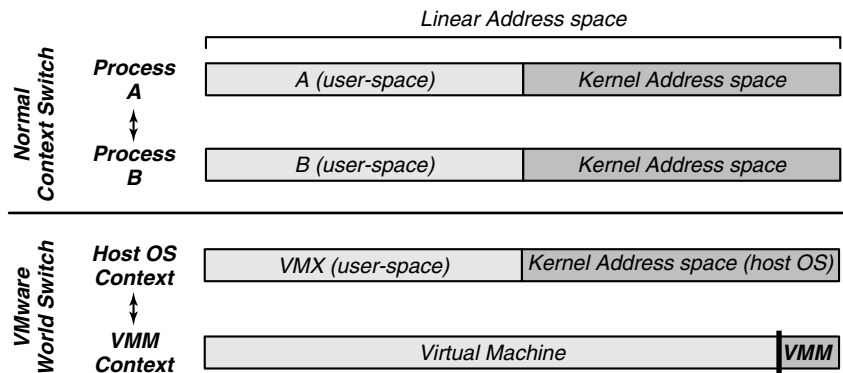 Linear Address space
Normal
Context Switch
Process
A
A (user-space)
Kernel Address space
Process
B
B (user-space)
Kernel Address space
VMware
World Switch
Host OS
Context
VMX (user-space)
Kernel Address space (host OS)
VMM
Context
Virtual Machine
VMM